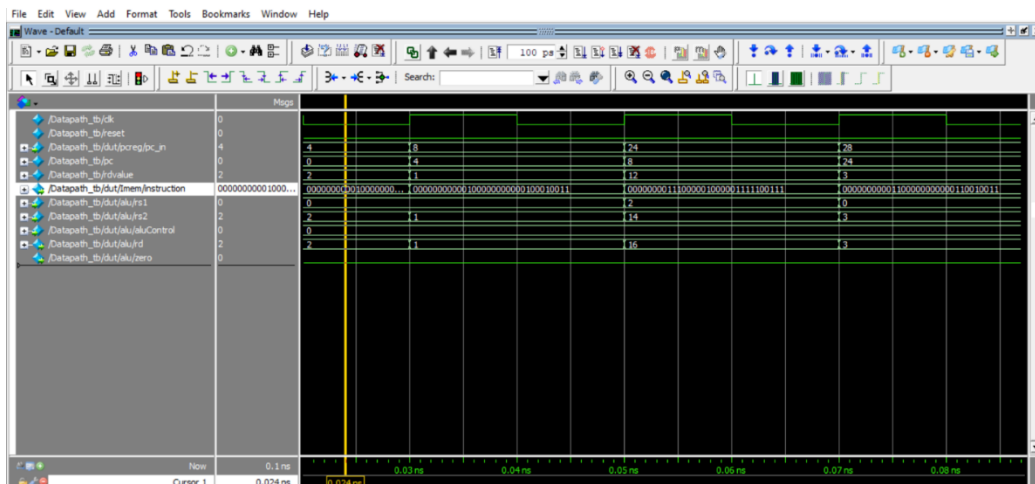 File Edit View Add Format Tools Bookmarks Window Help
Wave - Default
100 ps
Search:
Msgs
/Datapath_tb/clk 0
/Datapath_tb/reset 0
/Datapath_tb/dut/pcreg/pc_in 4 4 8 24 28
/Datapath_tb/pc 0 0 4 8 24
/Datapath_tb/rdvalue 2 2 1 12 3
/Datapath_tb/dut/Imem/instruction 00000000001000...
/Datapath_tb/dut/alu/rs1 0 0 2 0
/Datapath_tb/dut/alu/rs2 2 2 1 14 3
/Datapath_tb/dut/alu/aluControl 0 0
/Datapath_tb/dut/alu/rd 2 2 1 16 3
/Datapath_tb/dut/alu/zero 0
Now 0.1 ns 0.03 ns 0.04 ns 0.05 ns 0.06 ns 0.07 ns 0.08 ns
Cursor 1 0.024 ns 0.024 ns